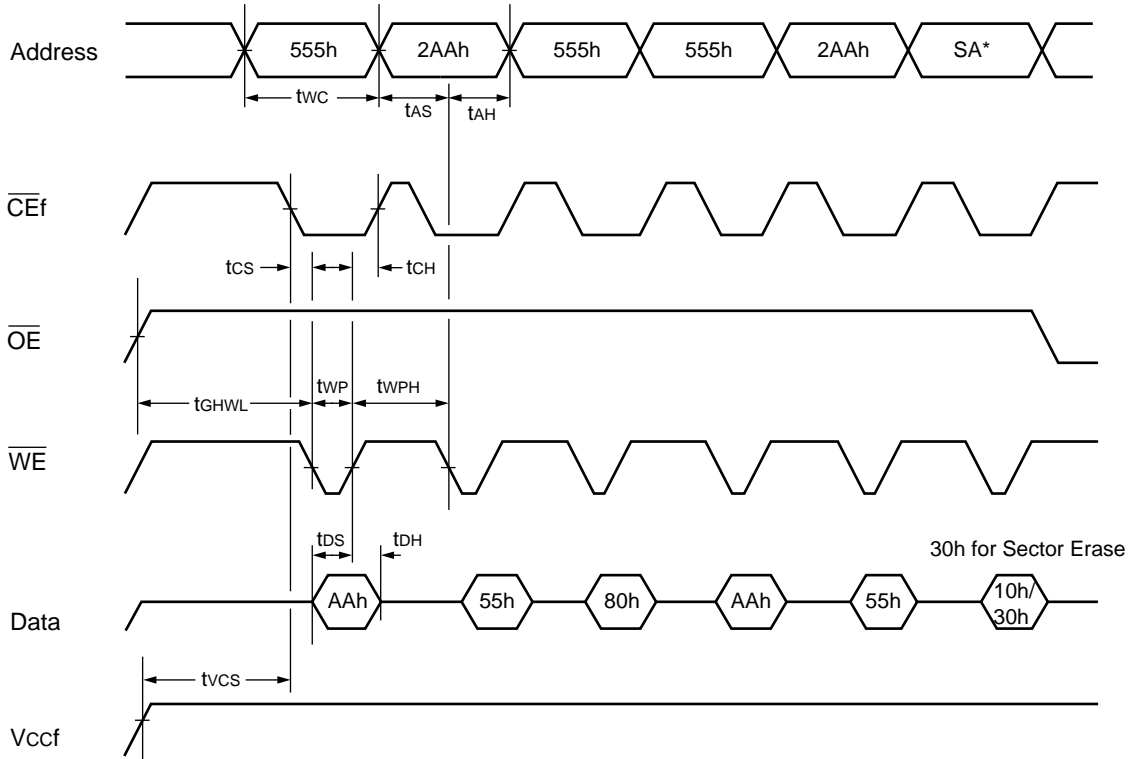 Address 555h 2AAh 555h 555h 2AAh SA*
tWC tAS tAH
CEf
tCS tCH
OE
tGHWL tWP tWPH
WE
tDS tDH
30h for Sector Erase
Data AAh 55h 80h AAh 55h 10h/
30h
tVCS
VCCf